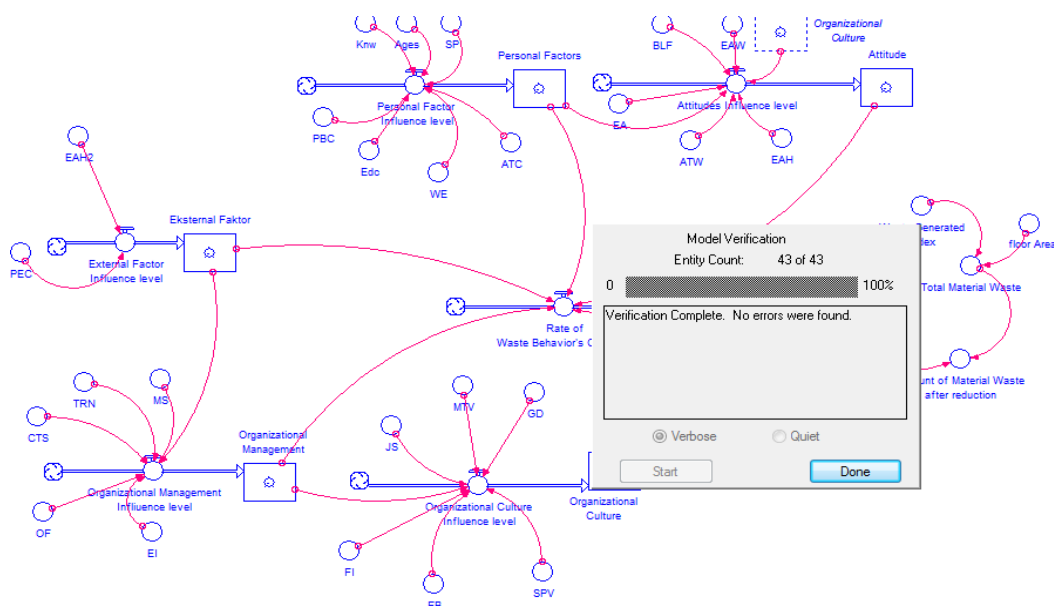 Knw
Ages
SP
Personal Factors
Personal Factor
Influence level
PBC
Edc
WE
ATC
BLF
EAW
Organizational
Culture
Attitude
Attitudes Influence level
EA
ATW
EAH
EAH2
Eksternal Faktor
PEC
External Factor
Influence level
Generated
floor Area
Total Material Waste
Rate of
Waste Behavior's
of Material Waste
after reduction
Model Verification
Entity Count: 43 of 43
0 100%
Verification Complete. No errors were found.
Verbose Quiet
Start Done
TRN
MS
CTS
Organizational
Management
Organizational Management
Influence level
OF
EI
MTV
GD
JS
Organizational Culture
Influence level
Organizational
Culture
FI
SPV